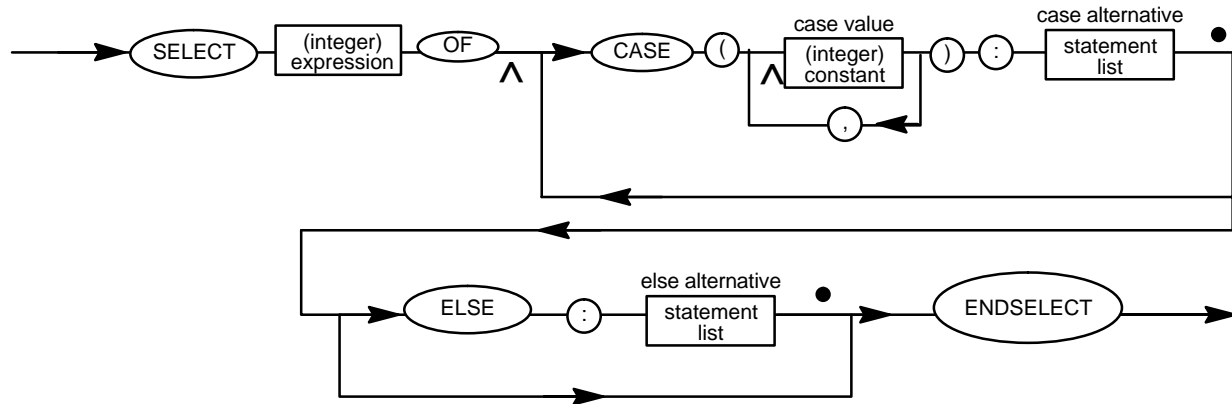 case value
case alternative
SELECT
(integer)
expression
OF
^
CASE
(
^
(integer)
constant
)
:
statement
list
,
else alternative
ELSE
:
statement
list
ENDSELECT